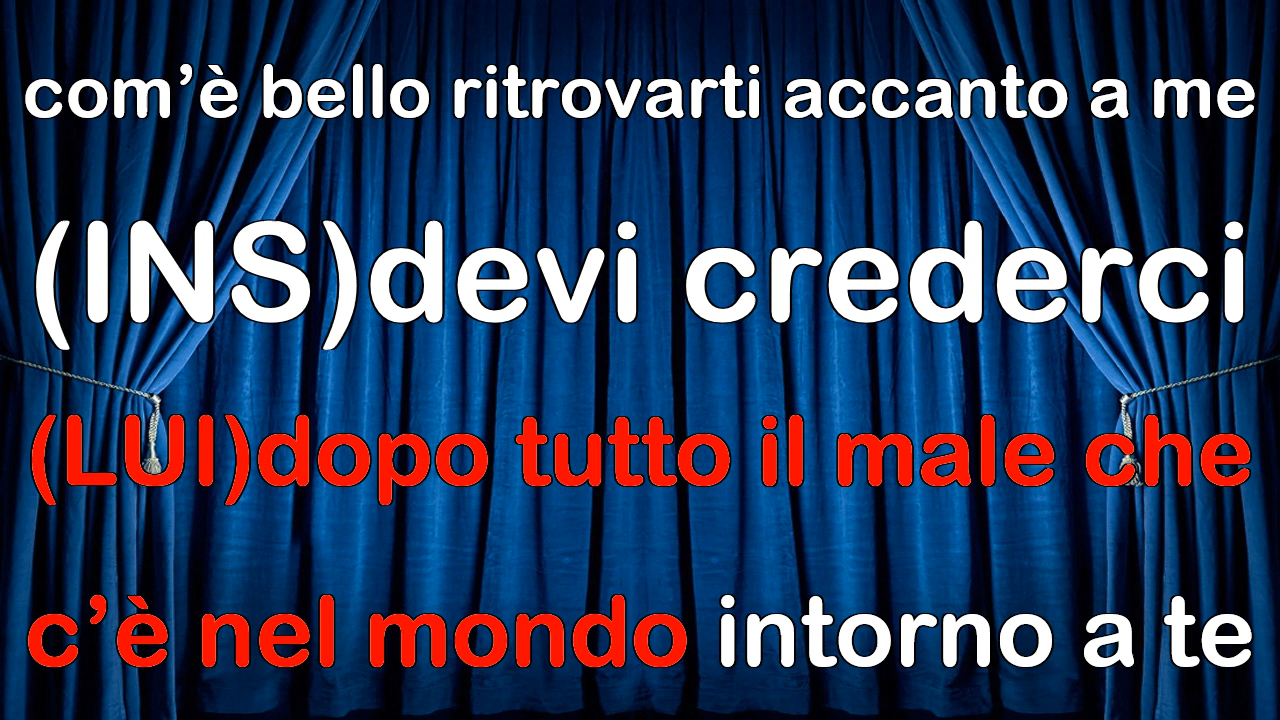 com’è bello ritrovarti accanto a me
(INS)devi crederci
(LUI)dopo tutto il male che
c’è nel mondo intorno a te